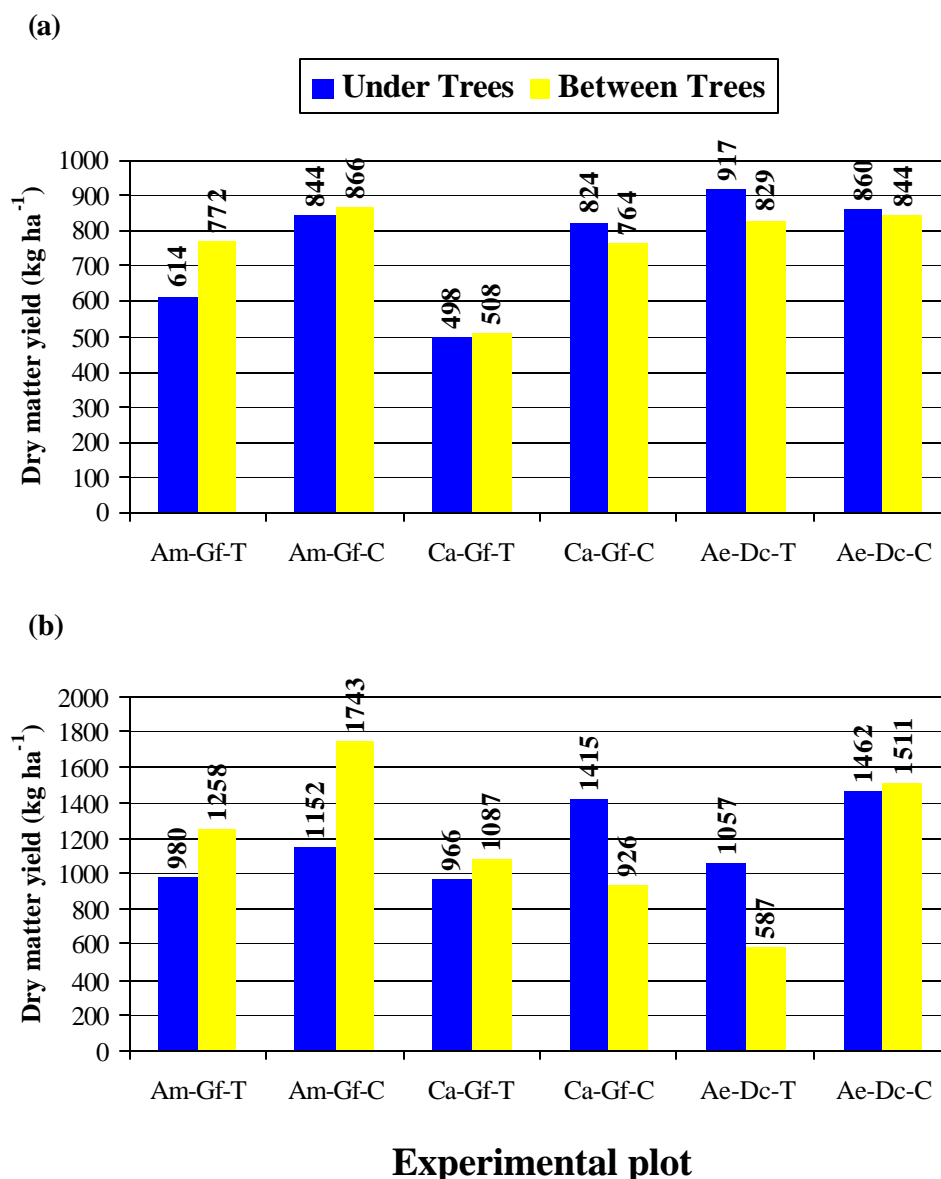 (a)
Under Trees Between Trees
Dry matter yield (kg ha-1)
1000
900
800
700
600
500
400
300
200
100
0
614 772 844 866 498 508 824 764 917 829 860 844
Am-Gf-T Am-Gf-C Ca-Gf-T Ca-Gf-C Ae-Dc-T Ae-Dc-C
(b)
Dry matter yield (kg ha-1)
2000
1800
1600
1400
1200
1000
800
600
400
200
0
980 1258 1152 1743 966 1087 1415 926 1057 587 1462 1511
Am-Gf-T Am-Gf-C Ca-Gf-T Ca-Gf-C Ae-Dc-T Ae-Dc-C
Experimental plot